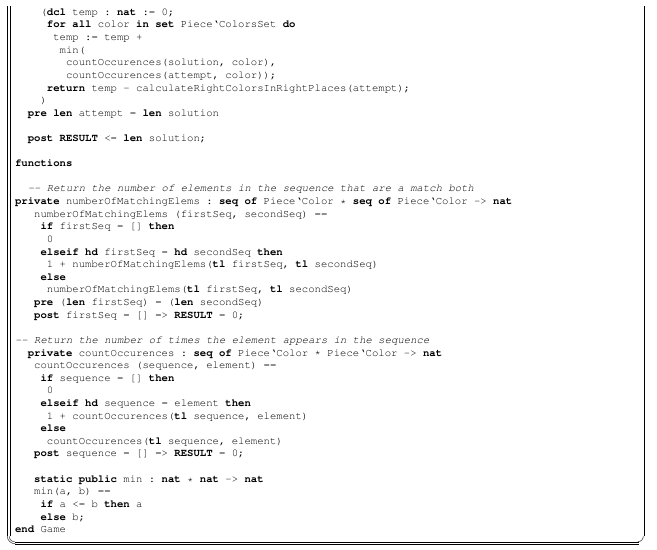 (dcl temp : nat := 0;
for all color in set Piece`ColorsSet do
temp := temp +
min(
countOccurences(solution, color),
countOccurences(attempt, color));
return temp - calculateRightColorsInRightPlaces(attempt);
)
pre len attempt = len solution
post RESULT <= len solution;
functions
-- Return the number of elements in the sequence that are a match both
private numberOfMatchingElems : seq of Piece`Color * seq of Piece`Color -> nat
numberOfMatchingElems (firstSeq, secondSeq) ==
if firstSeq = [] then
0
elseif hd firstSeq = hd secondSeq then
1 + numberOfMatchingElems(tl firstSeq, tl secondSeq)
else
numberOfMatchingElems(tl firstSeq, tl secondSeq)
pre (len firstSeq) = (len secondSeq)
post firstSeq = [] => RESULT = 0;
-- Return the number of times the element appears in the sequence
private countOccurences : seq of Piece`Color * Piece`Color -> nat
countOccurences (sequence, element) ==
if sequence = [] then
0
elseif hd sequence = element then
1 + countOccurences(tl sequence, element)
else
countOccurences(tl sequence, element)
post sequence = [] => RESULT = 0;
static public min : nat * nat -> nat
min(a, b) ==
if a <= b then a
else b;
end Game